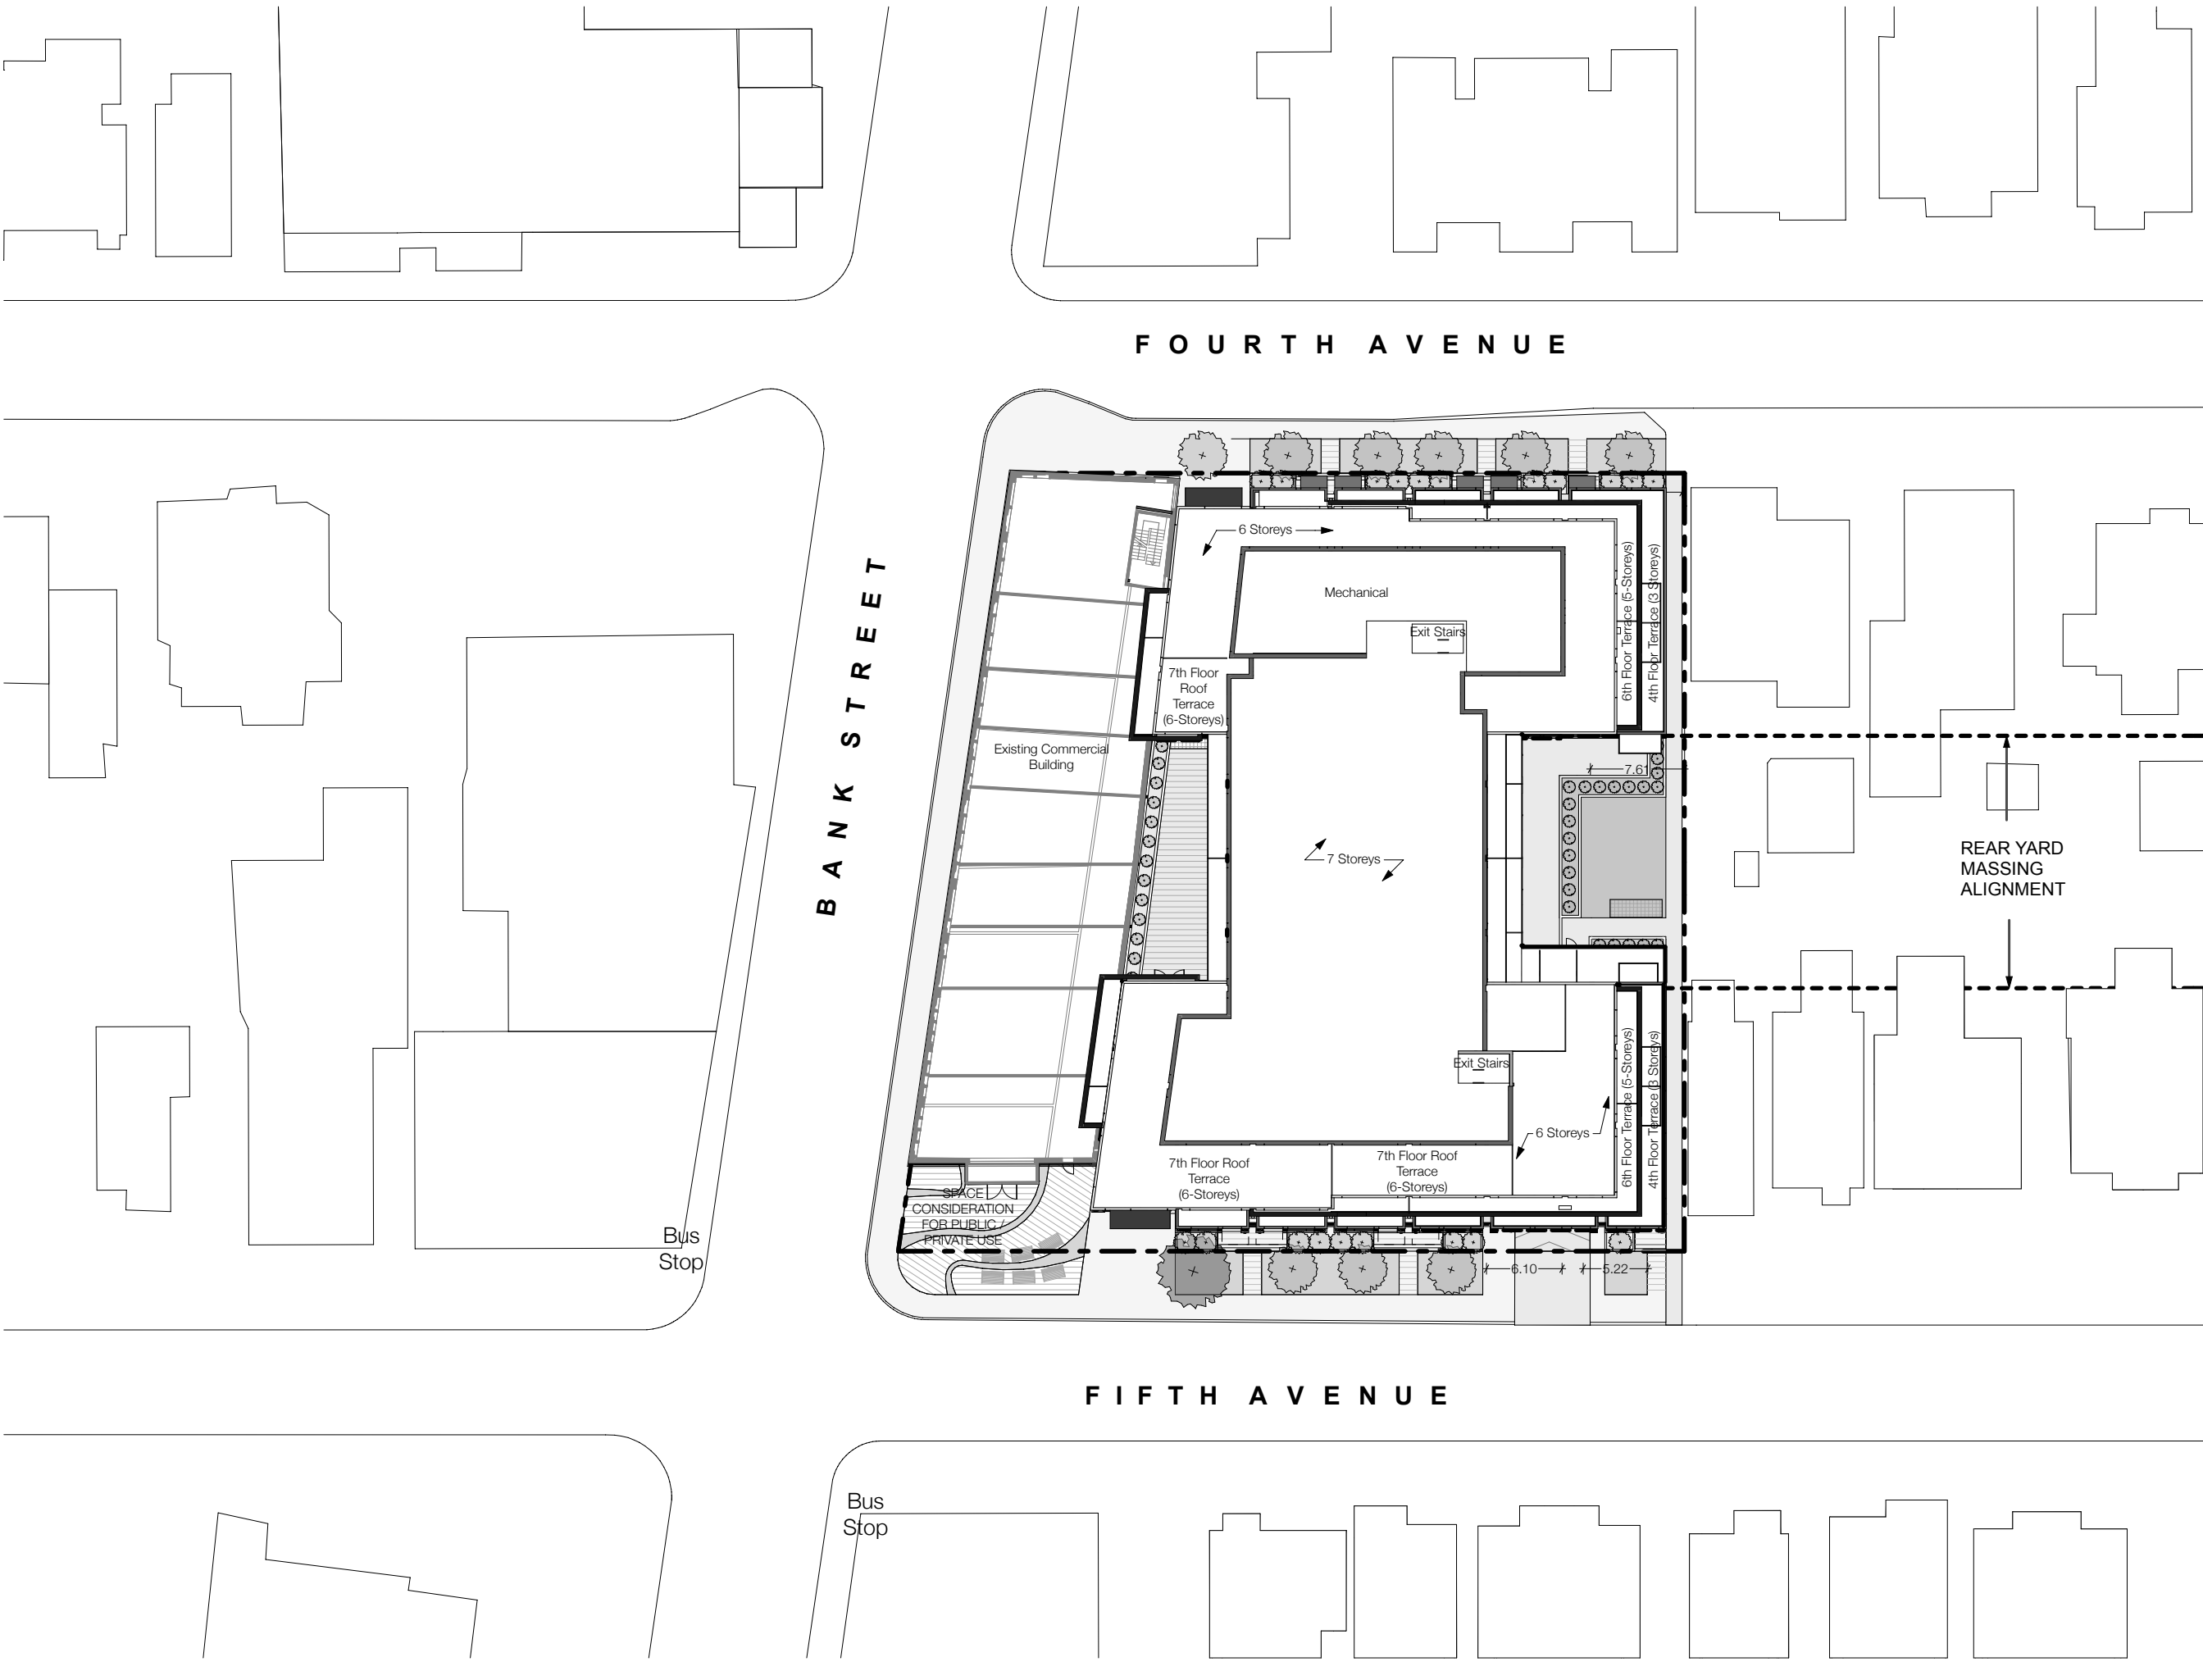 FOURTH AVENUE
BANK STREET
6 Storeys
Mechanical
Exit Stairs
6th Floor Terrace (5-Storeys)
4th Floor Terrace (3 Storeys)
7th Floor
Roof
Terrace
(6-Storeys)
Existing Commercial
Building
7.61
7 Storeys
REAR YARD
MASSING
ALIGNMENT
Exit Stairs
6th Floor Terrace (5-Storeys)
4th Floor Terrace (3 Storeys)
6 Storeys
7th Floor Roof
Terrace
(6-Storeys)
7th Floor Roof
Terrace
(6-Storeys)
SPACE
CONSIDERATION
FOR PUBLIC /
PRIVATE USE
Bus
Stop
6.10
5.22
FIFTH AVENUE
Bus
Stop